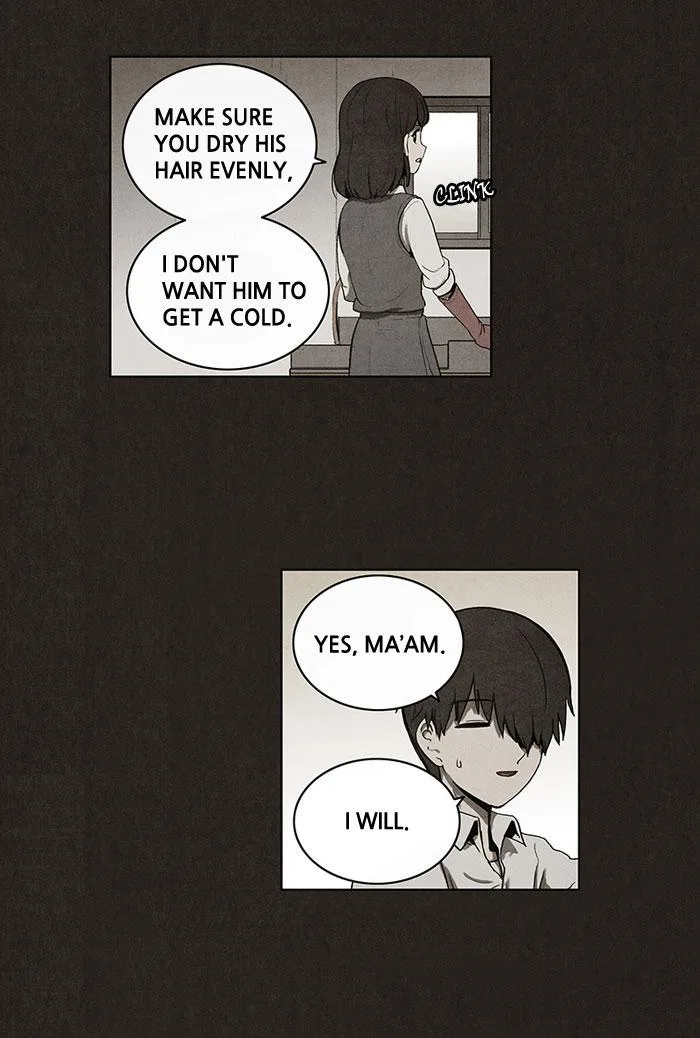 MAKE SURE
YOU DRY HIS
HAIR EVENLY,
CLINK
I DON'T
WANT HIM TO
GET A COLD.
YES, MA'AM.
I WILL.